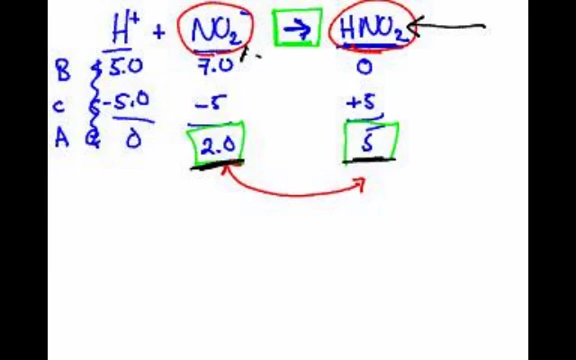 H⁺ + NO₂⁻ → HNO₂
B 5.0 7.0 0
C -5.0 -5 +5
A 0 2.0 5